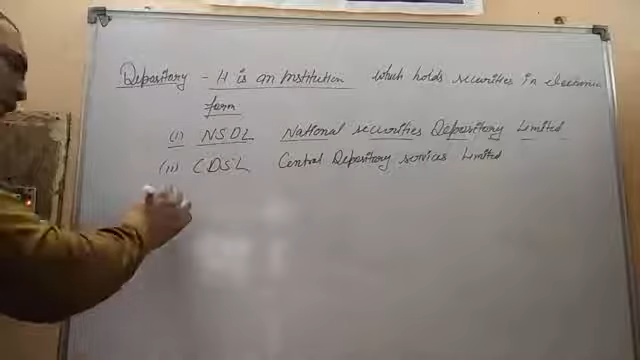 Depository - It is an Institution which holds securities in electronic
form
(i) NSDL National securities Depository Limited
(ii) CDSL Central Depository services Limited